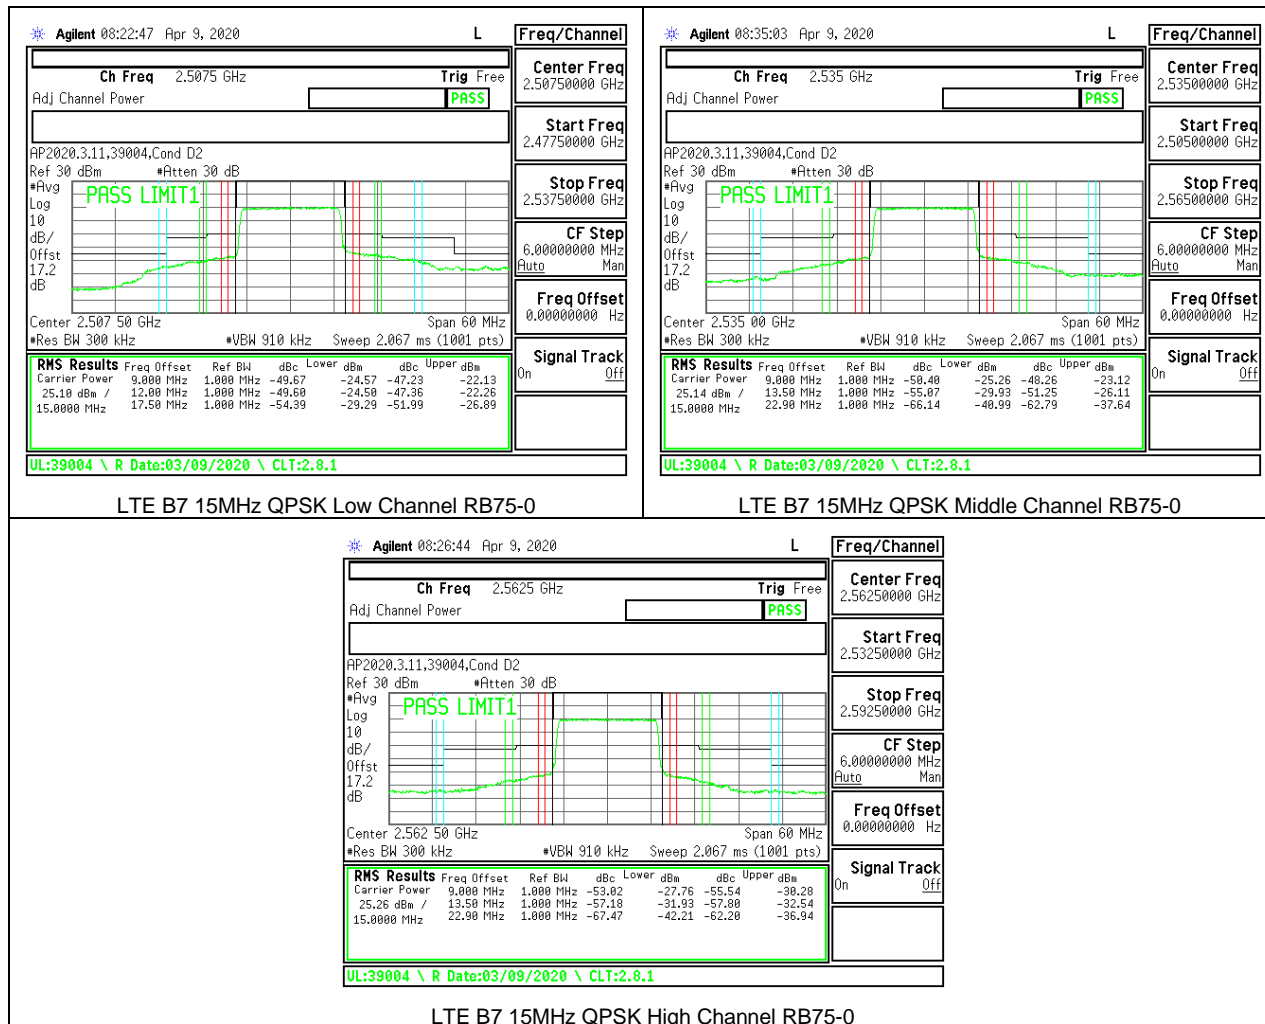 Agilent 08:22:47 Apr 9, 2020 L Freq/Channel
Ch Freq 2.5075 GHz Trig Free
Adj Channel Power PASS
Center Freq
2.50750000 GHz
Start Freq
2.47750000 GHz
AP2020.3.11,39004,Cond D2
Ref 30 dBm #Atten 30 dB
#Avg
Log
10
dB/
Offst
17.2
dB
PASS LIMIT1
Stop Freq
2.53750000 GHz
CF Step
6.00000000 MHz
Auto Man
Freq Offset
0.00000000 Hz
Center 2.507 50 GHz Span 60 MHz
#Res BW 300 kHz #VBW 910 kHz Sweep 2.067 ms (1001 pts)
Signal Track
On Off
RMS Results Freq Offset Ref BW dBc Lower dBm dBc Upper dBm
Carrier Power 9.000 MHz 1.000 MHz -49.67 -24.57 -47.23 -22.13
25.10 dBm / 12.00 MHz 1.000 MHz -49.60 -24.50 -47.36 -22.26
15.0000 MHz 17.50 MHz 1.000 MHz -54.39 -29.29 -51.99 -26.89
UL:39004 \ R Date:03/09/2020 \ CLT:2.8.1
LTE B7 15MHz QPSK Low Channel RB75-0
Agilent 08:35:03 Apr 9, 2020 L Freq/Channel
Ch Freq 2.535 GHz Trig Free
Adj Channel Power PASS
Center Freq
2.53500000 GHz
Start Freq
2.50500000 GHz
AP2020.3.11,39004,Cond D2
Ref 30 dBm #Atten 30 dB
#Avg
Log
10
dB/
Offst
17.2
dB
PASS LIMIT1
Stop Freq
2.56500000 GHz
CF Step
6.00000000 MHz
Auto Man
Freq Offset
0.00000000 Hz
Center 2.535 00 GHz Span 60 MHz
#Res BW 300 kHz #VBW 910 kHz Sweep 2.067 ms (1001 pts)
Signal Track
On Off
RMS Results Freq Offset Ref BW dBc Lower dBm dBc Upper dBm
Carrier Power 9.000 MHz 1.000 MHz -50.40 -25.26 -48.26 -23.12
25.14 dBm / 13.50 MHz 1.000 MHz -55.07 -29.93 -51.25 -26.11
15.0000 MHz 22.90 MHz 1.000 MHz -66.14 -40.99 -62.79 -37.64
UL:39004 \ R Date:03/09/2020 \ CLT:2.8.1
LTE B7 15MHz QPSK Middle Channel RB75-0
Agilent 08:26:44 Apr 9, 2020 L Freq/Channel
Ch Freq 2.5625 GHz Trig Free
Adj Channel Power PASS
Center Freq
2.56250000 GHz
Start Freq
2.53250000 GHz
AP2020.3.11,39004,Cond D2
Ref 30 dBm #Atten 30 dB
#Avg
Log
10
dB/
Offst
17.2
dB
PASS LIMIT1
Stop Freq
2.59250000 GHz
CF Step
6.00000000 MHz
Auto Man
Freq Offset
0.00000000 Hz
Center 2.562 50 GHz Span 60 MHz
#Res BW 300 kHz #VBW 910 kHz Sweep 2.067 ms (1001 pts)
Signal Track
On Off
RMS Results Freq Offset Ref BW dBc Lower dBm dBc Upper dBm
Carrier Power 9.000 MHz 1.000 MHz -53.02 -27.76 -55.54 -30.28
25.26 dBm / 13.50 MHz 1.000 MHz -57.18 -31.93 -57.80 -32.54
15.0000 MHz 22.90 MHz 1.000 MHz -67.47 -42.21 -62.20 -36.94
UL:39004 \ R Date:03/09/2020 \ CLT:2.8.1
LTE B7 15MHz QPSK High Channel RB75-0